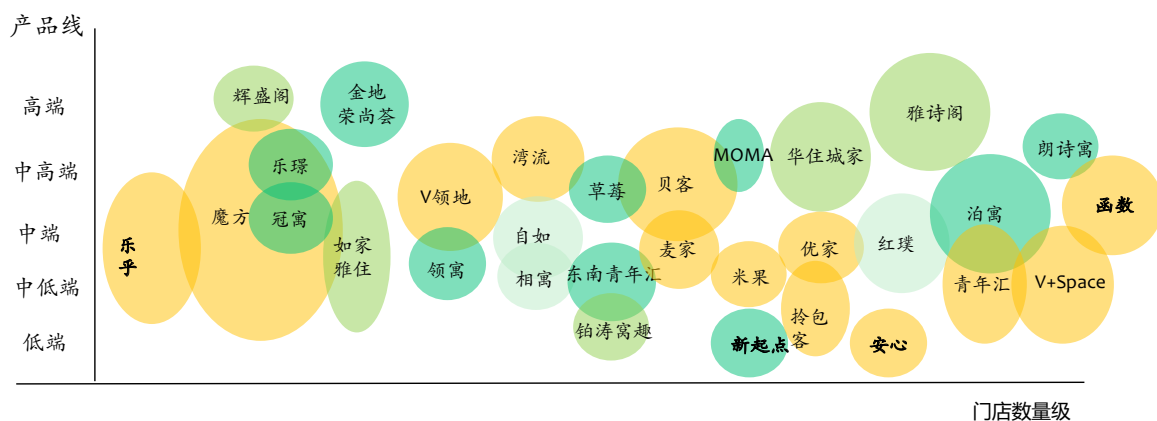 产品线
高端
中高端
中端
中低端
低端
辉盛阁
金地
荣尚荟
雅诗阁
乐璟
湾流
草莓
贝客
MOMA
华住城家
朗诗寓
魔方
冠寓
V领地
泊寓
函数
乐
乎
如家
雅住
领寓
自如
相寓
东南青年汇
麦家
米果
优家
红璞
青年汇
V+Space
铂涛窝趣
新起点
拎包
客
安心
门店数量级